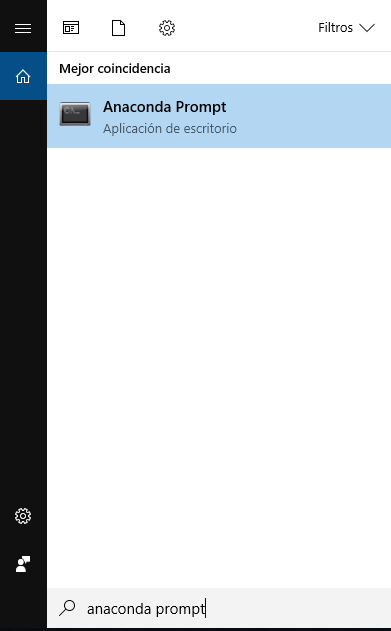 Filtros
Mejor coincidencia
Anaconda Prompt
Aplicación de escritorio
anaconda prompt